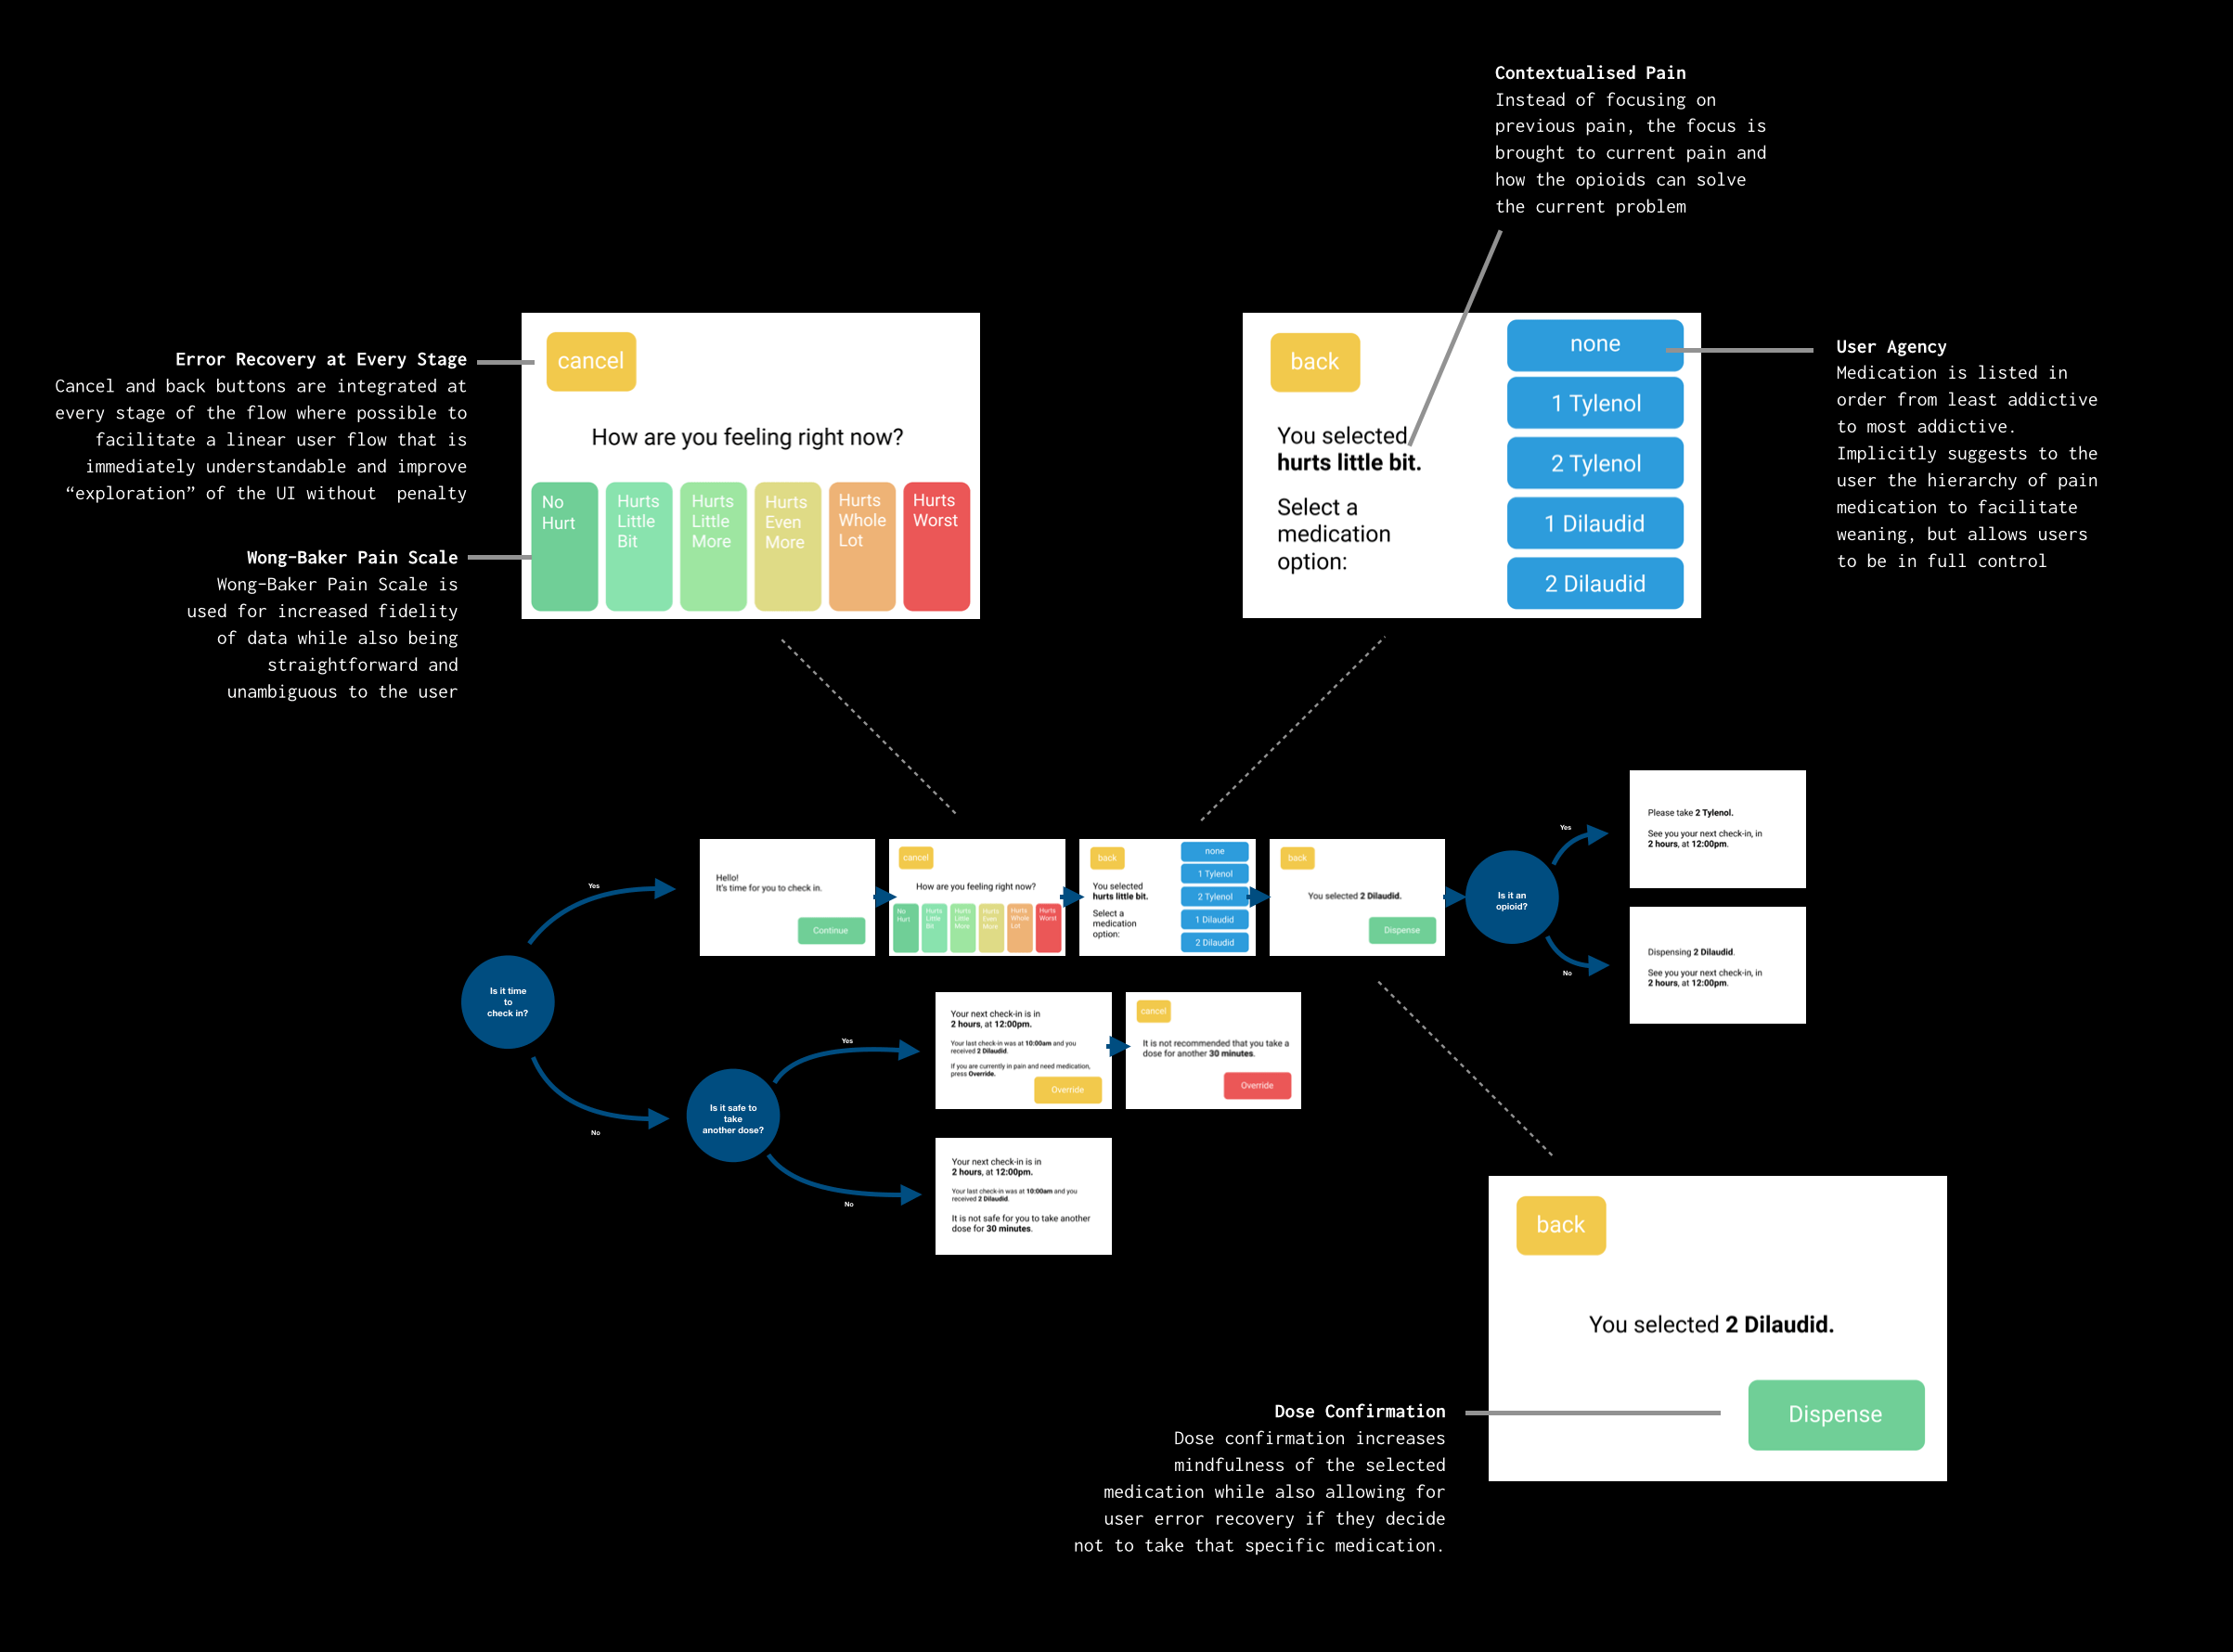 Contextualised Pain
Instead of focusing on
previous pain, the focus is
brought to current pain and
how the opioids can solve
the current problem
Error Recovery at Every Stage
Cancel and back buttons are integrated at
every stage of the flow where possible to
facilitate a linear user flow that is
immediately understandable and improve
“exploration” of the UI without  penalty
Wong-Baker Pain Scale
Wong-Baker Pain Scale is
used for increased fidelity
of data while also being
straightforward and
unambiguous to the user
cancel
How are you feeling right now?
No
Hurt
Hurts
Little
Bit
Hurts
Little
More
Hurts
Even
More
Hurts
Whole
Lot
Hurts
Worst
back
You selected
hurts little bit.
Select a
medication
option:
none
1 Tylenol
2 Tylenol
1 Dilaudid
2 Dilaudid
User Agency
Medication is listed in
order from least addictive
to most addictive.
Implicitly suggests to the
user the hierarchy of pain
medication to facilitate
weaning, but allows users
to be in full control
Is it time
to
check in?
Yes
No
Hello!
It's time for you to check in.
Continue
cancel
How are you feeling right now?
No
Hurt
Hurts
Little
Bit
Hurts
Little
More
Hurts
Even
More
Hurts
Whole
Lot
Hurts
Worst
back
You selected
hurts little bit.
Select a
medication
option:
none
1 Tylenol
2 Tylenol
1 Dilaudid
2 Dilaudid
back
You selected 2 Dilaudid.
Dispense
Is it an
opioid?
Yes
No
Please take 2 Tylenol.
See you your next check-in, in
2 hours, at 12:00pm.
Dispensing 2 Dilaudid.
See you your next check-in, in
2 hours, at 12:00pm.
Is it safe to
take
another dose?
Yes
No
Your next check-in is in
2 hours, at 12:00pm.
Your last check-in was at 10:00am and you
received 2 Dilaudid.
If you are currently in pain and need medication,
press Override.
Override
cancel
It is not recommended that you take a
dose for another 30 minutes.
Override
Your next check-in is in
2 hours, at 12:00pm.
Your last check-in was at 10:00am and you
received 2 Dilaudid.
It is not safe for you to take another
dose for 30 minutes.
back
You selected 2 Dilaudid.
Dispense
Dose Confirmation
Dose confirmation increases
mindfulness of the selected
medication while also allowing for
user error recovery if they decide
not to take that specific medication.